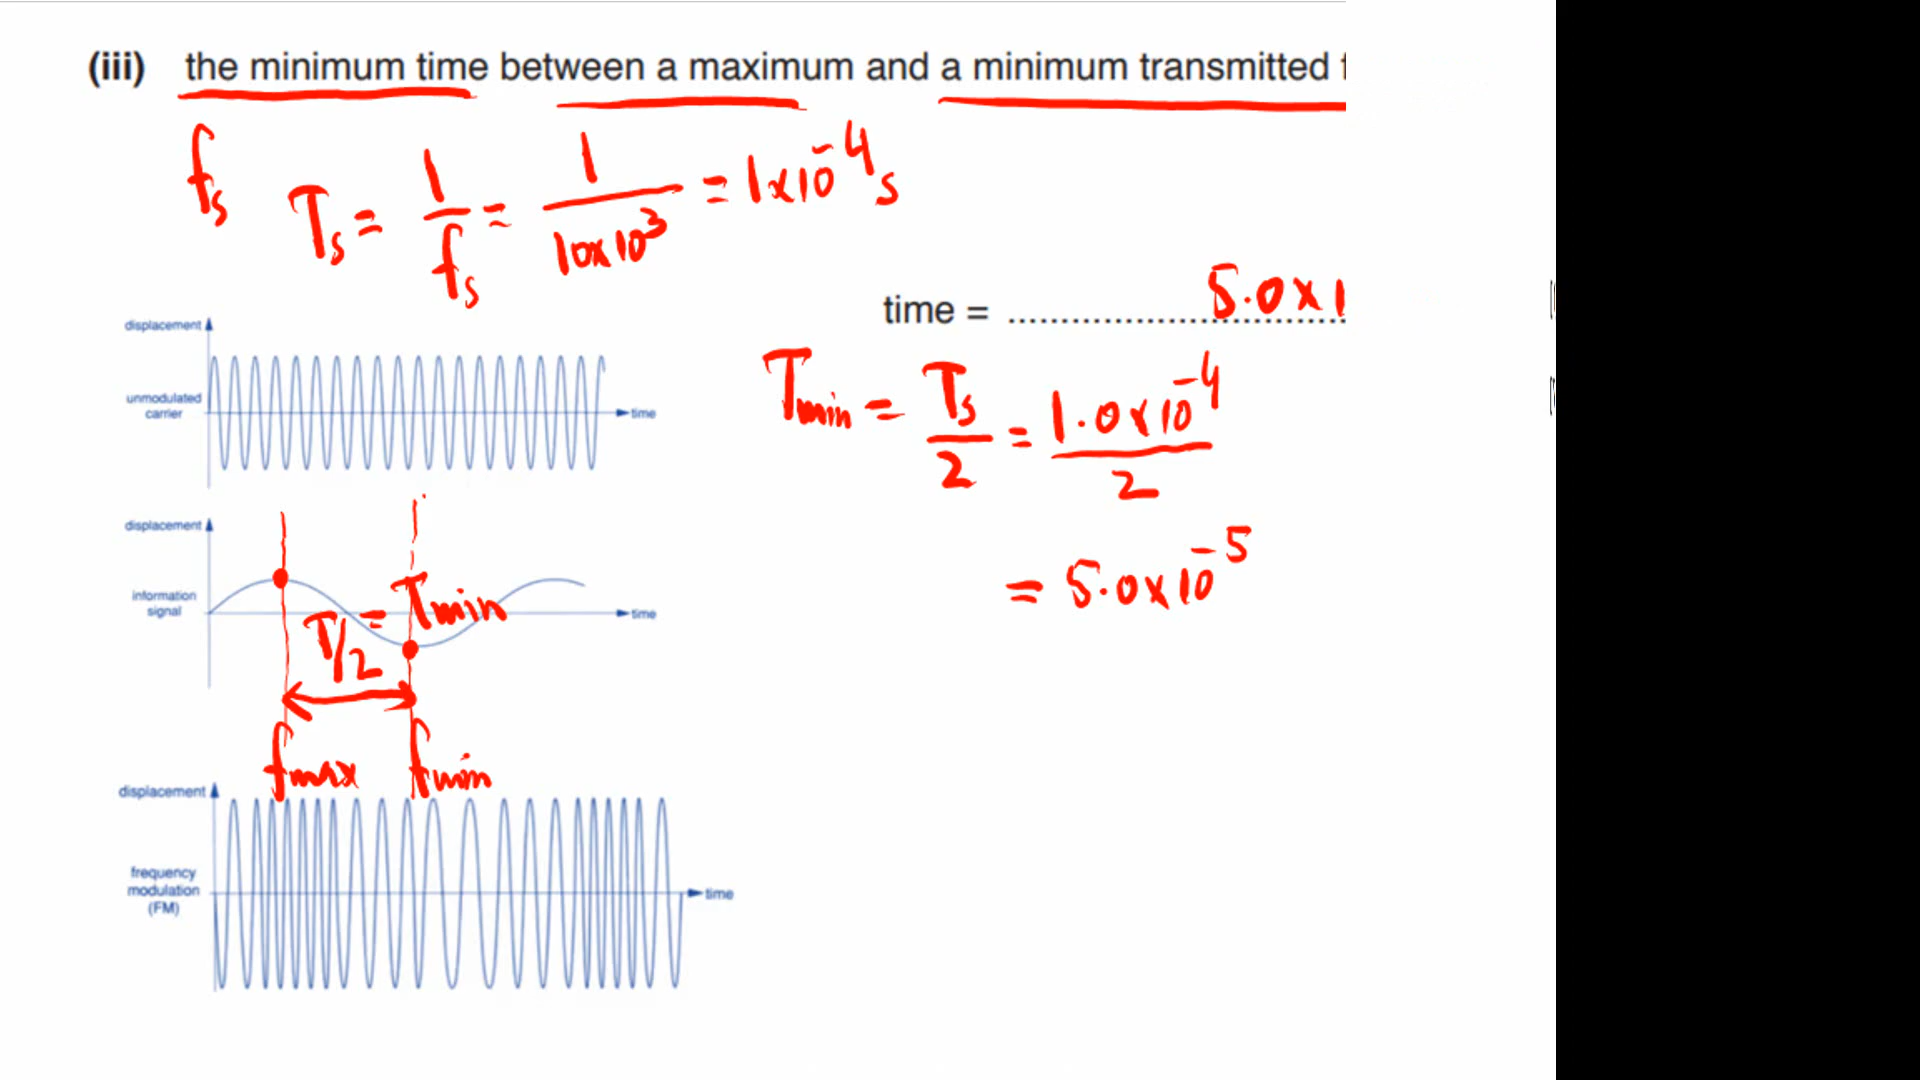 (iii) the minimum time between a maximum and a minimum transmitted
fs
Ts = 1/fs = 1/10x10³ = 1x10⁻⁴ s
time = ........................ 5.0x1
displacement
unmodulated
carrier
time
Tmin = Ts/2 = 1.0x10⁻⁴/2
= 5.0x10⁻⁵
displacement
information
signal
time
T/2 = Tmin
fmax fmin
displacement
frequency
modulation
(FM)
time